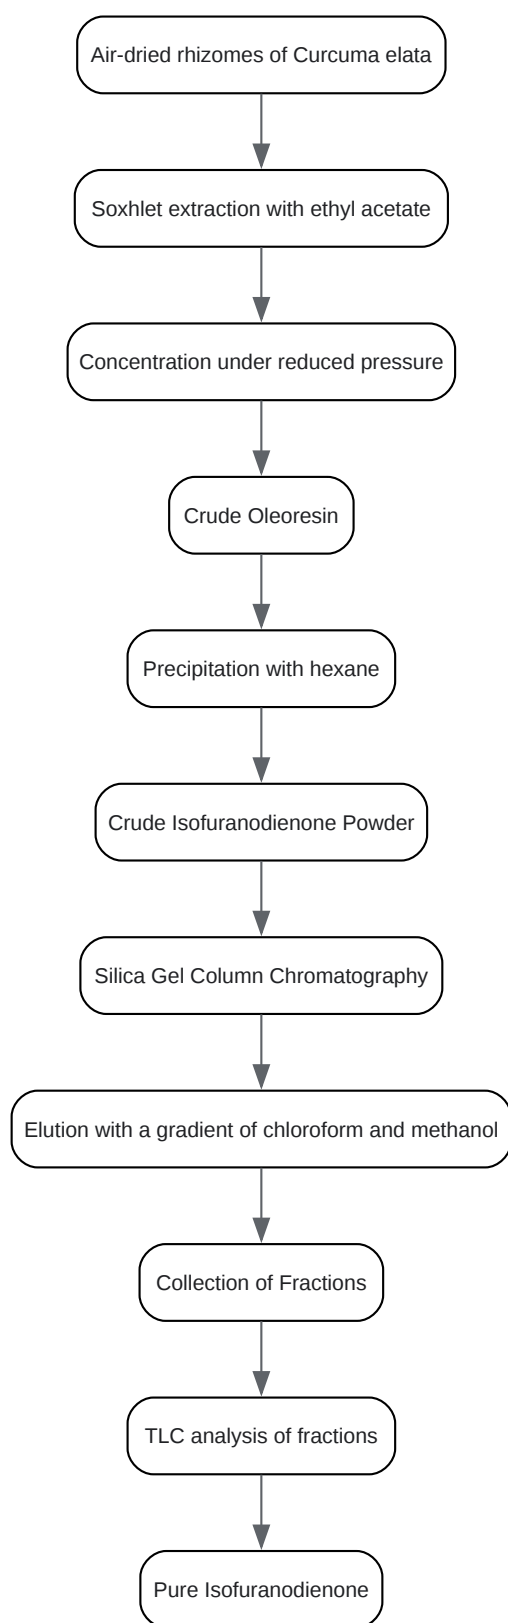 Air-dried rhizomes of Curcuma elata
Soxhlet extraction with ethyl acetate
Concentration under reduced pressure
Crude Oleoresin
Precipitation with hexane
Crude Isofuranodienone Powder
Silica Gel Column Chromatography
Elution with a gradient of chloroform and methanol
Collection of Fractions
TLC analysis of fractions
Pure Isofuranodienone